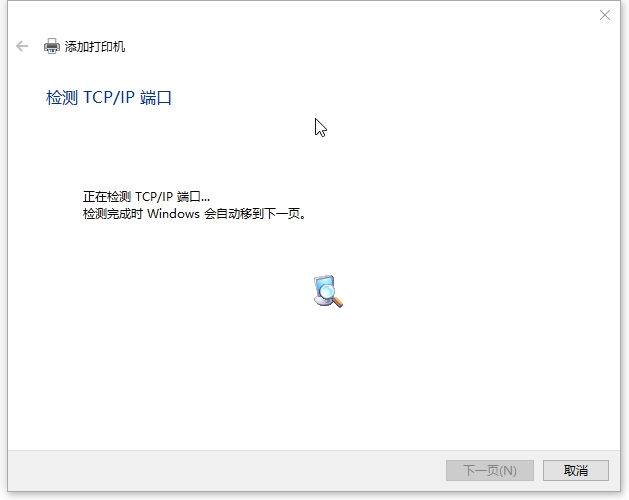 添加打印机
检测 TCP/IP 端口
正在检测 TCP/IP 端口...
检测完成时 Windows 会自动移到下一页。
下一页(N)
取消